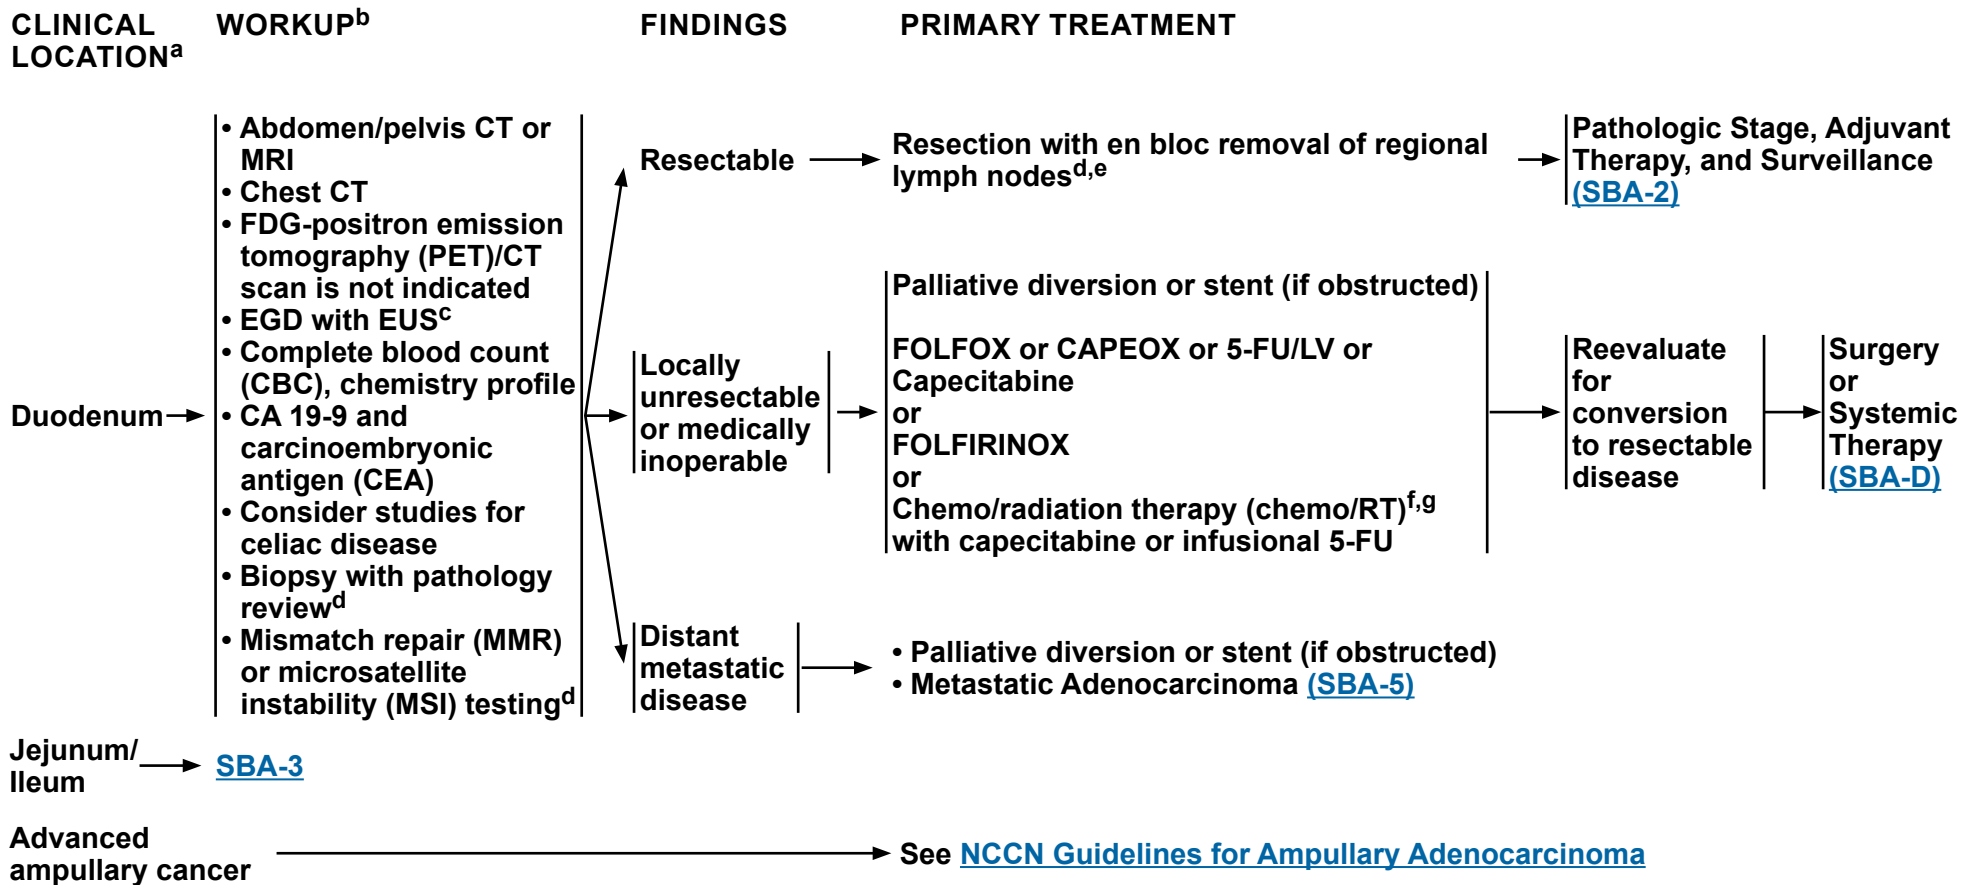 CLINICAL LOCATIONa
WORKUPb
FINDINGS
PRIMARY TREATMENT
Duodenum
• Abdomen/pelvis CT or
MRI
• Chest CT
• FDG-positron emission
tomography (PET)/CT
scan is not indicated
• EGD with EUSc
• Complete blood count
(CBC), chemistry profile
• CA 19-9 and
carcinoembryonic
antigen (CEA)
• Consider studies for
celiac disease
• Biopsy with pathology
reviewd
• Mismatch repair (MMR)
or microsatellite
instability (MSI) testingd
Resectable
Resection with en bloc removal of regional
lymph nodesd,e
Pathologic Stage, Adjuvant
Therapy, and Surveillance
(SBA-2)
Locally
unresectable
or medically
inoperable
Palliative diversion or stent (if obstructed)
FOLFOX or CAPEOX or 5-FU/LV or
Capecitabine
or
FOLFIRINOX
or
Chemo/radiation therapy (chemo/RT)f,g
with capecitabine or infusional 5-FU
Reevaluate
for
conversion
to resectable
disease
Surgery
or
Systemic
Therapy
(SBA-D)
Distant
metastatic
disease
• Palliative diversion or stent (if obstructed)
• Metastatic Adenocarcinoma (SBA-5)
Jejunum/
Ileum
SBA-3
Advanced
ampullary cancer
See NCCN Guidelines for Ampullary Adenocarcinoma